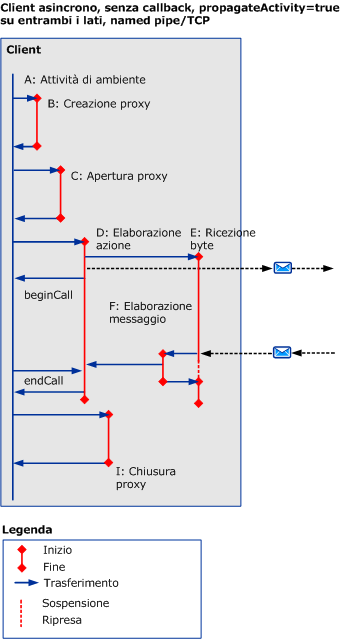 Client asincrono, senza callback, propagateActivity=true
su entrambi i lati, named pipe/TCP
Client
A: Attività di ambiente
B: Creazione proxy
C: Apertura proxy
D: Elaborazione
azione
E: Ricezione
byte
beginCall
F: Elaborazione
messaggio
endCall
I: Chiusura
proxy
Legenda
Inizio
Fine
Trasferimento
Sospensione
Ripresa